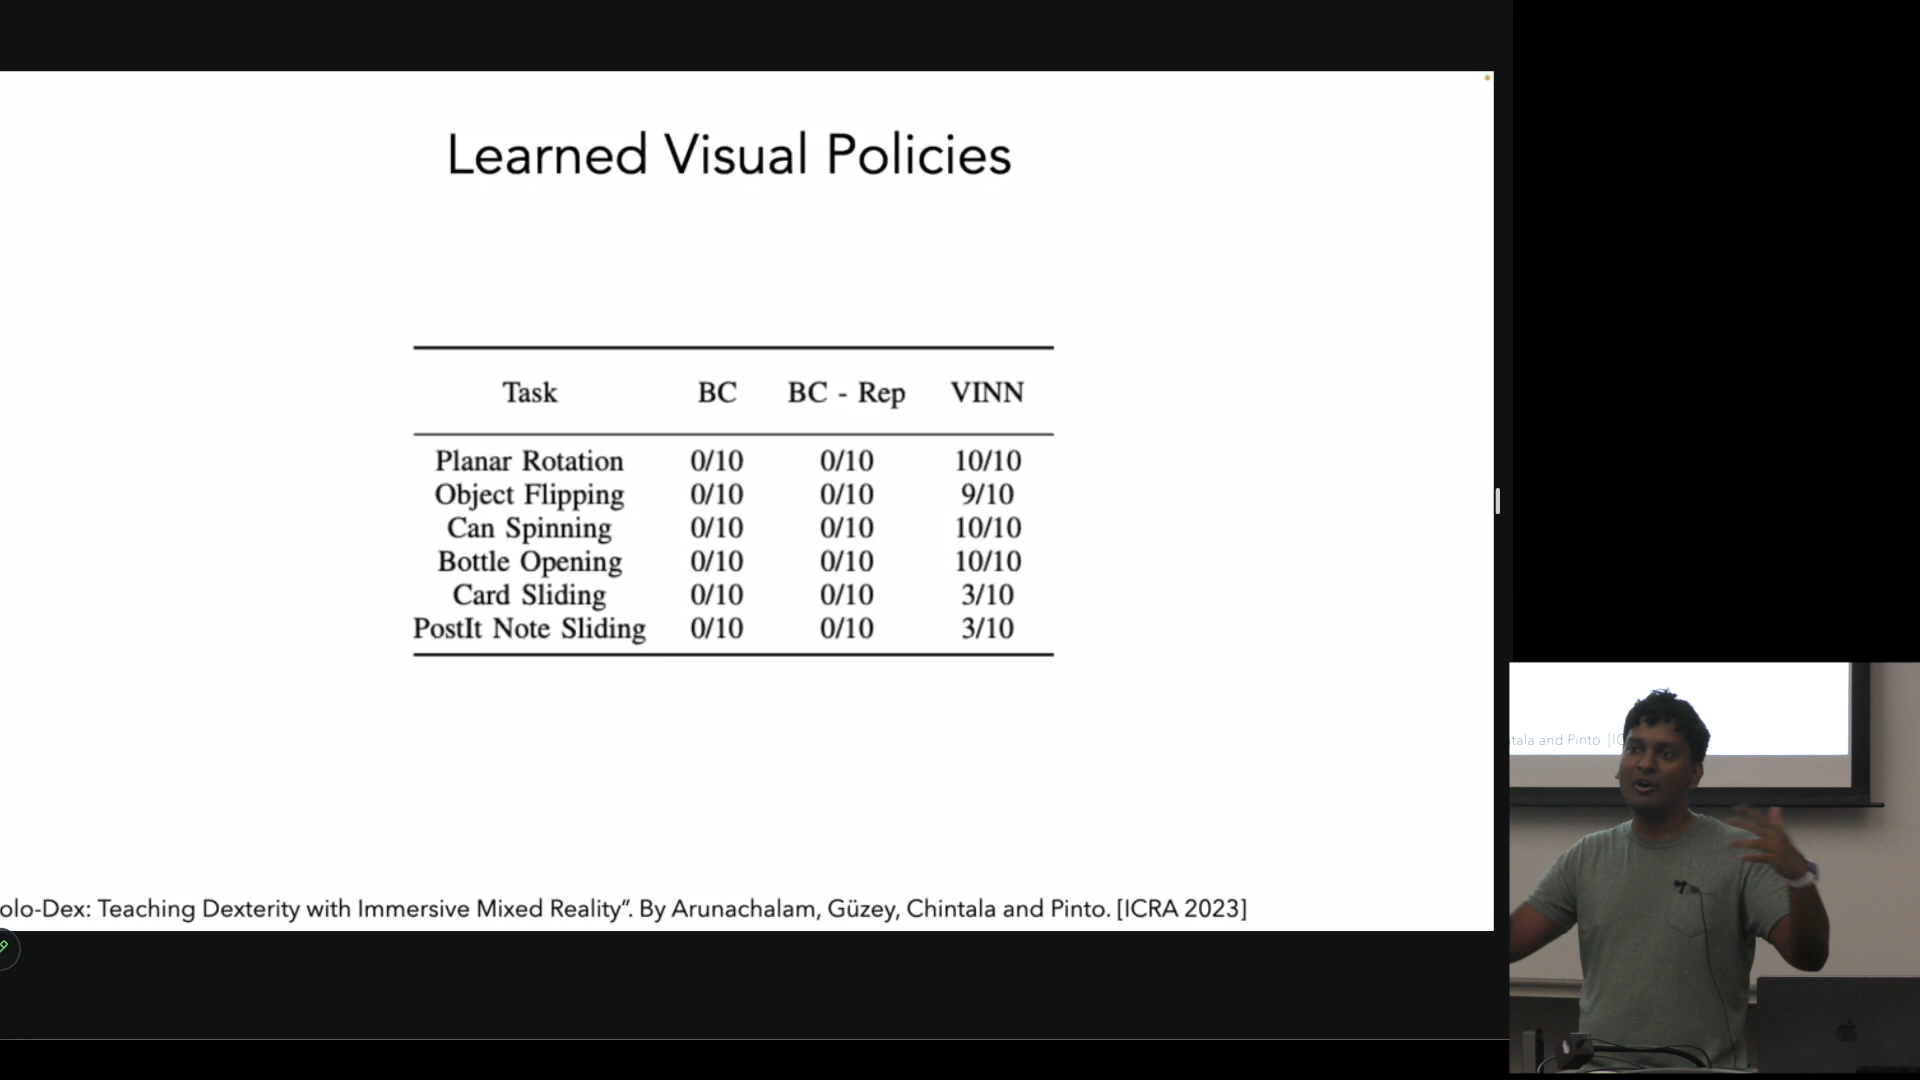 Learned Visual Policies
Task BC BC - Rep VINN
Planar Rotation 0/10 0/10 10/10
Object Flipping 0/10 0/10 9/10
Can Spinning 0/10 0/10 10/10
Bottle Opening 0/10 0/10 10/10
Card Sliding 0/10 0/10 3/10
PostIt Note Sliding 0/10 0/10 3/10
olo-Dex: Teaching Dexterity with Immersive Mixed Reality“. By Arunachalam, Güzey, Chintala and Pinto. [ICRA 2023]
tala and Pinto. [IC